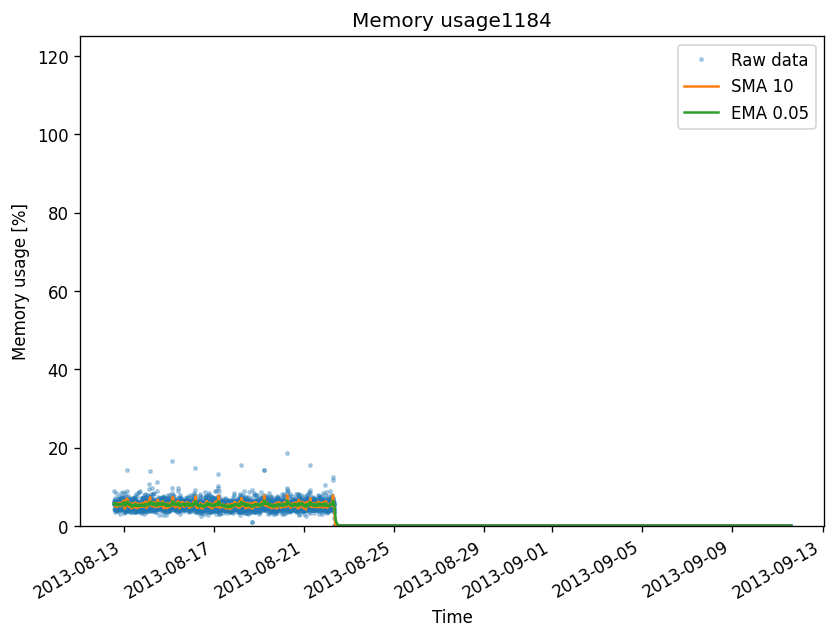 Memory usage1184
Raw data
SMA 10
EMA 0.05
Memory usage [%]
120
100
80
60
40
20
0
2013-08-13
2013-08-17
2013-08-21
2013-08-25
2013-08-29
2013-09-01
2013-09-05
2013-09-09
2013-09-13
Time